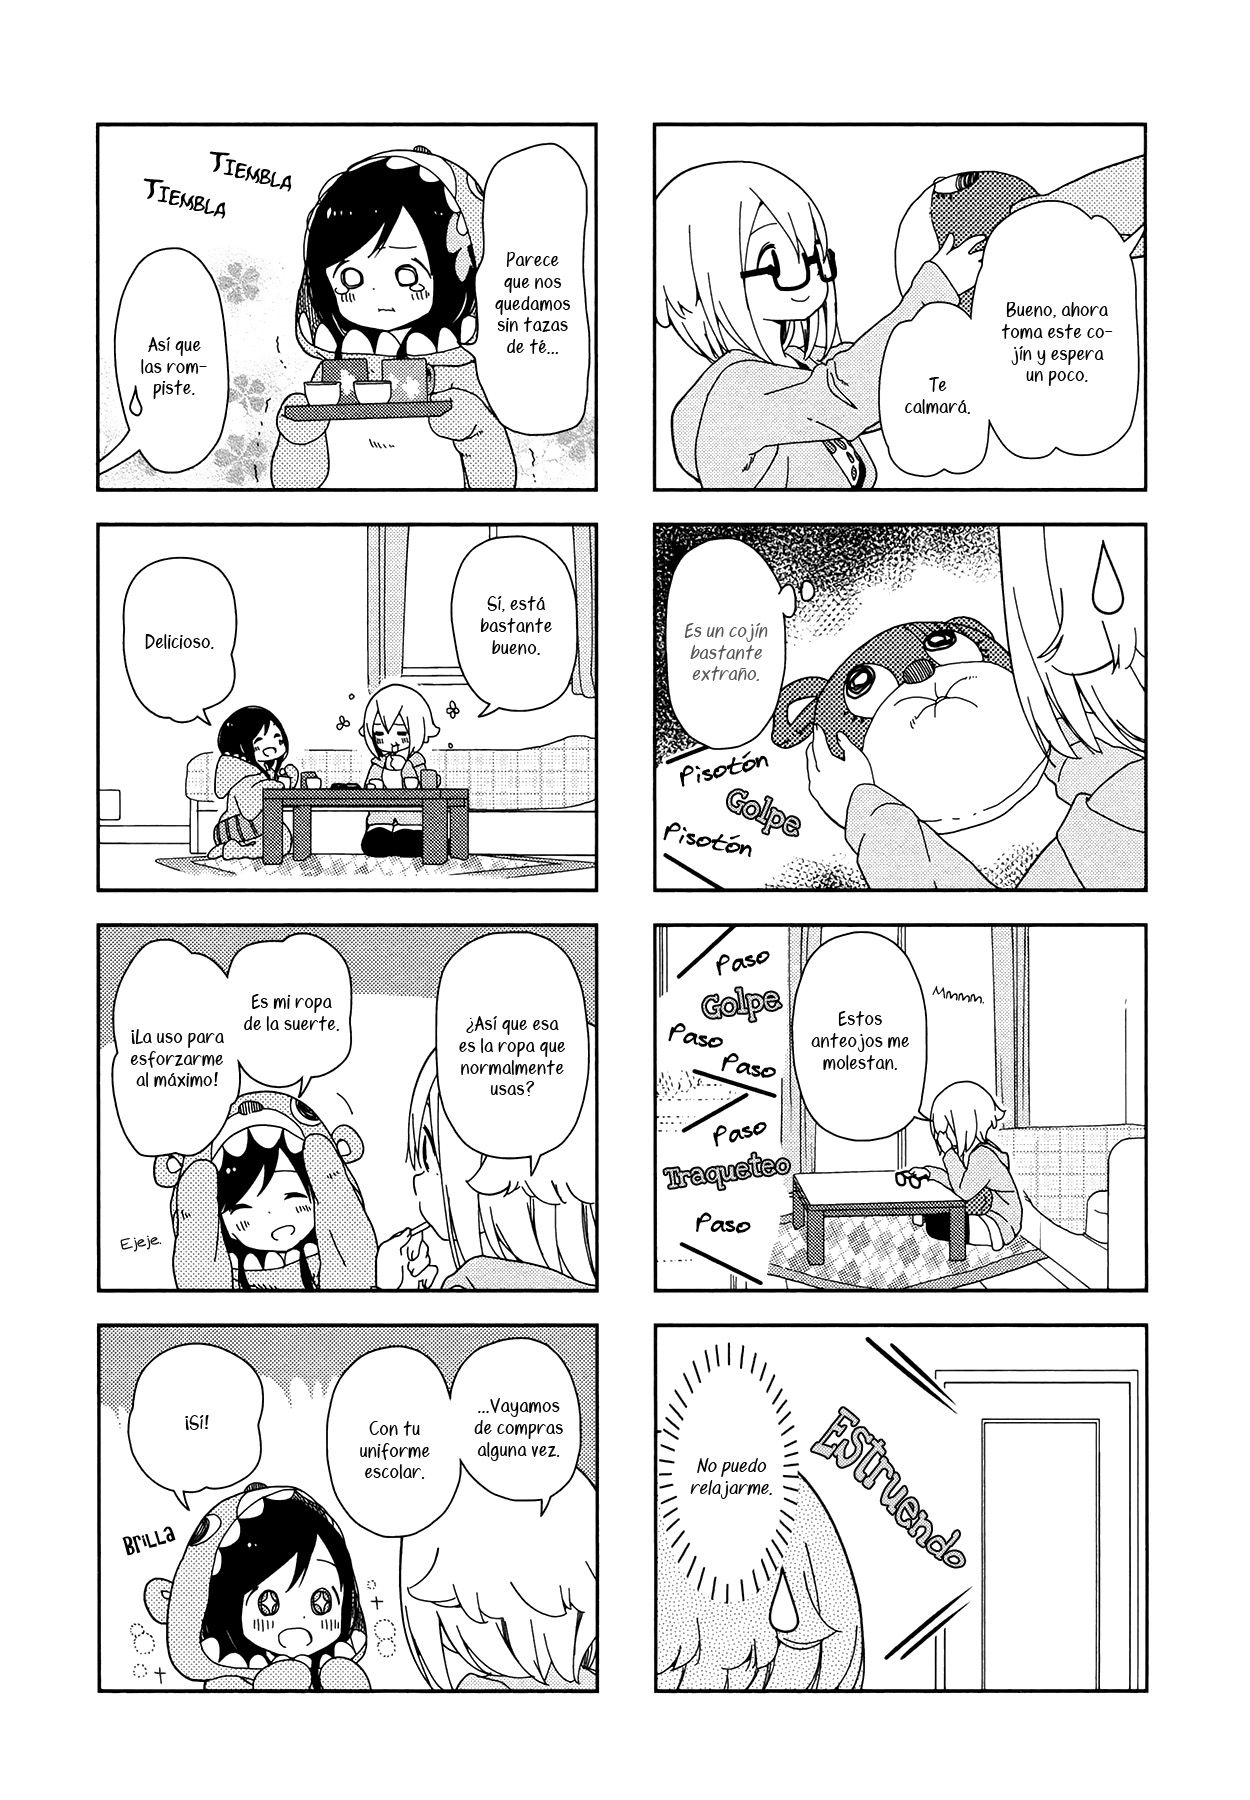 Bueno, ahora
toma este co-
jín y espera
un poco.
Te
calmará.
Es un cojín
bastante
extraño.
Pisotón
Golpe
Pisotón
Paso
Golpe
Paso
Paso
Paso
Traqueteo
Paso
Estos
anteojos me
molestan.
Mmmm.
Estruendo
No puedo
relajarme.
Parece
que nos
quedamos
sin tazas
de té...
Tiembla
Tiembla
Así que
las rom-
piste.
Sí, está
bastante
bueno.
Delicioso.
¿Así que esa
es la ropa que
normalmente
usas?
Es mi ropa
de la suerte.
¡La uso para
esforzarme
al máximo!
Ejeje.
...Vayamos
de compras
alguna vez.
Con tu
uniforme
escolar.
¡Sí!
Brilla